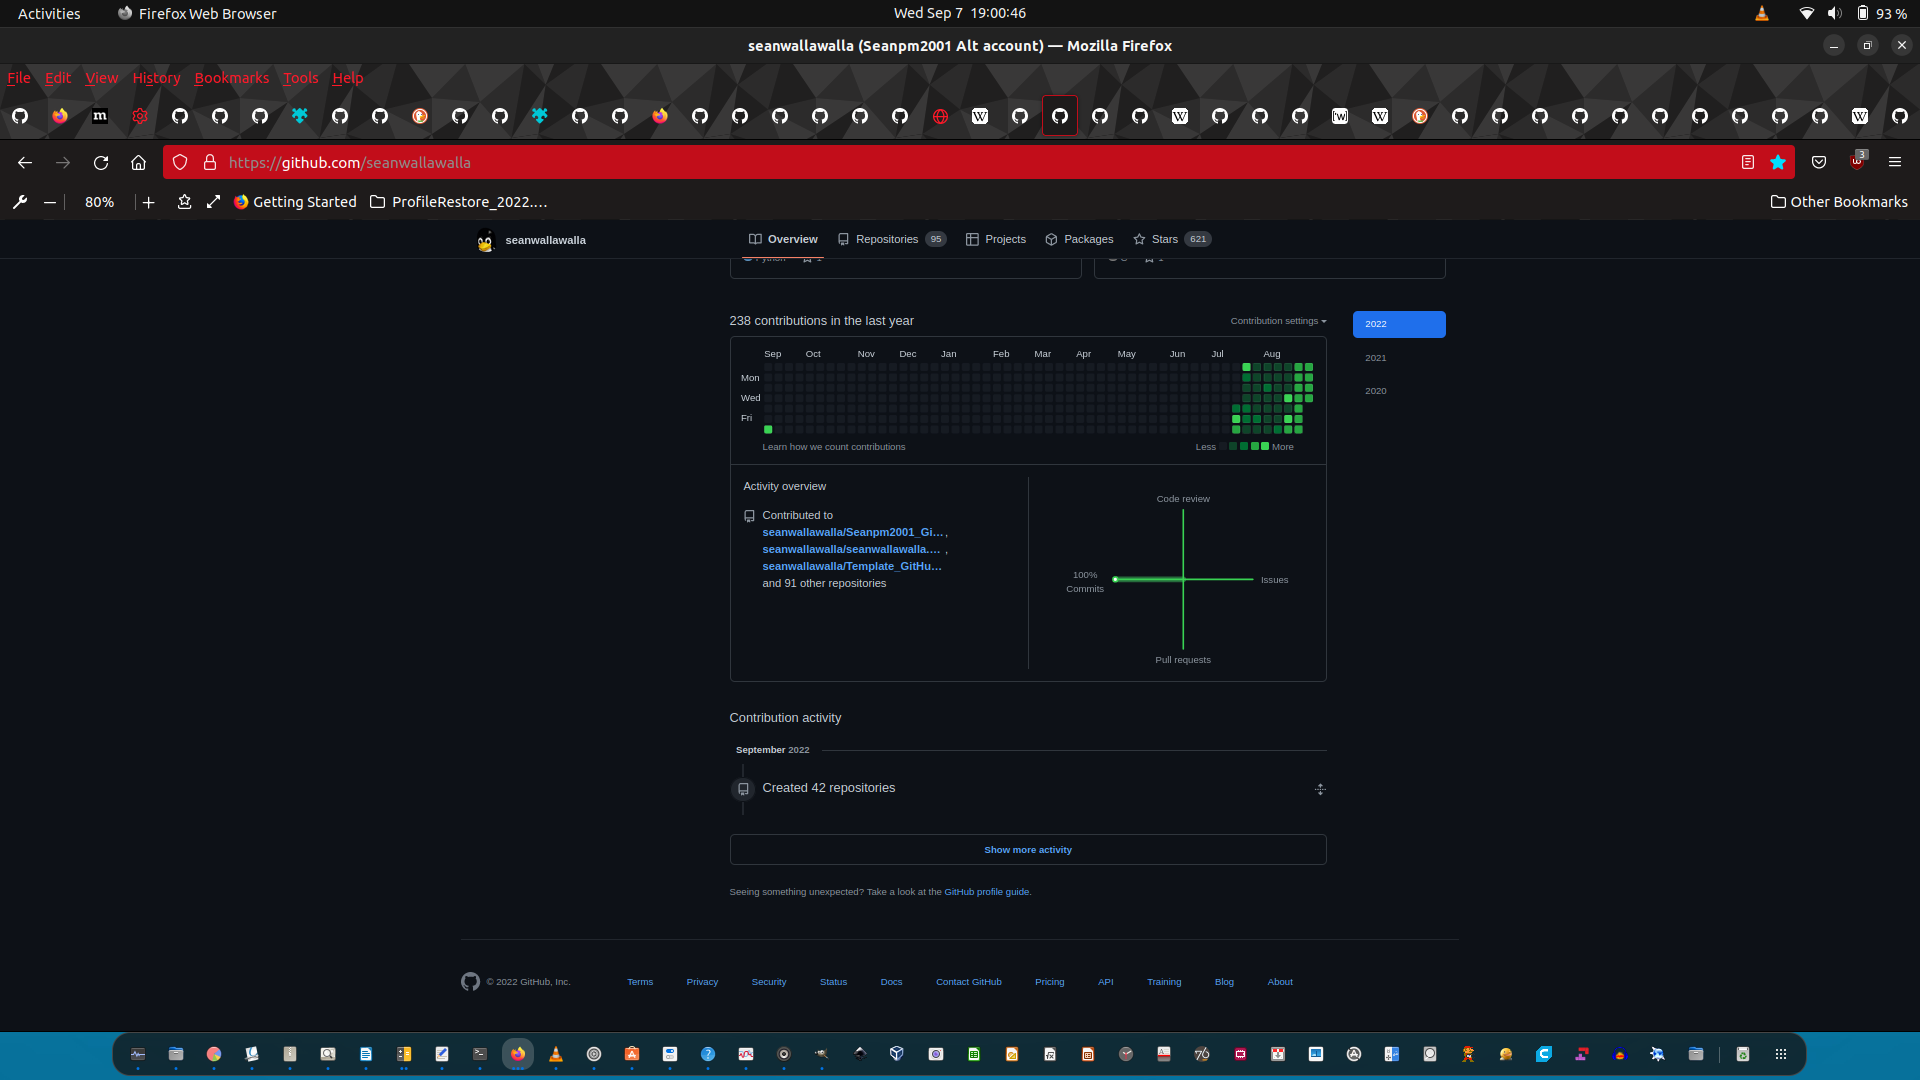 Activities Firefox Web Browser Wed Sep 7 19:00:46 93 %
seanwallawalla (Seanpm2001 Alt account) — Mozilla Firefox
File Edit View History Bookmarks Tools Help
https://github.com/seanwallawalla 3
80% Getting Started ProfileRestore_2022.… Other Bookmarks
seanwallawalla Overview Repositories 95 Projects Packages Stars 621
238 contributions in the last year Contribution settings 2022
Sep Oct Nov Dec Jan Feb Mar Apr May Jun Jul Aug
2021
Mon
2020
Wed
Fri
Learn how we count contributions Less More
Activity overview
Code review
Contributed to
seanwallawalla/Seanpm2001_Gi… ,
seanwallawalla/seanwallawalla.… ,
seanwallawalla/Template_GitHu…
and 91 other repositories
100%
Commits
Issues
Pull requests
Contribution activity
September 2022
Created 42 repositories
Show more activity
Seeing something unexpected? Take a look at the GitHub profile guide.
© 2022 GitHub, Inc. Terms Privacy Security Status Docs Contact GitHub Pricing API Training Blog About